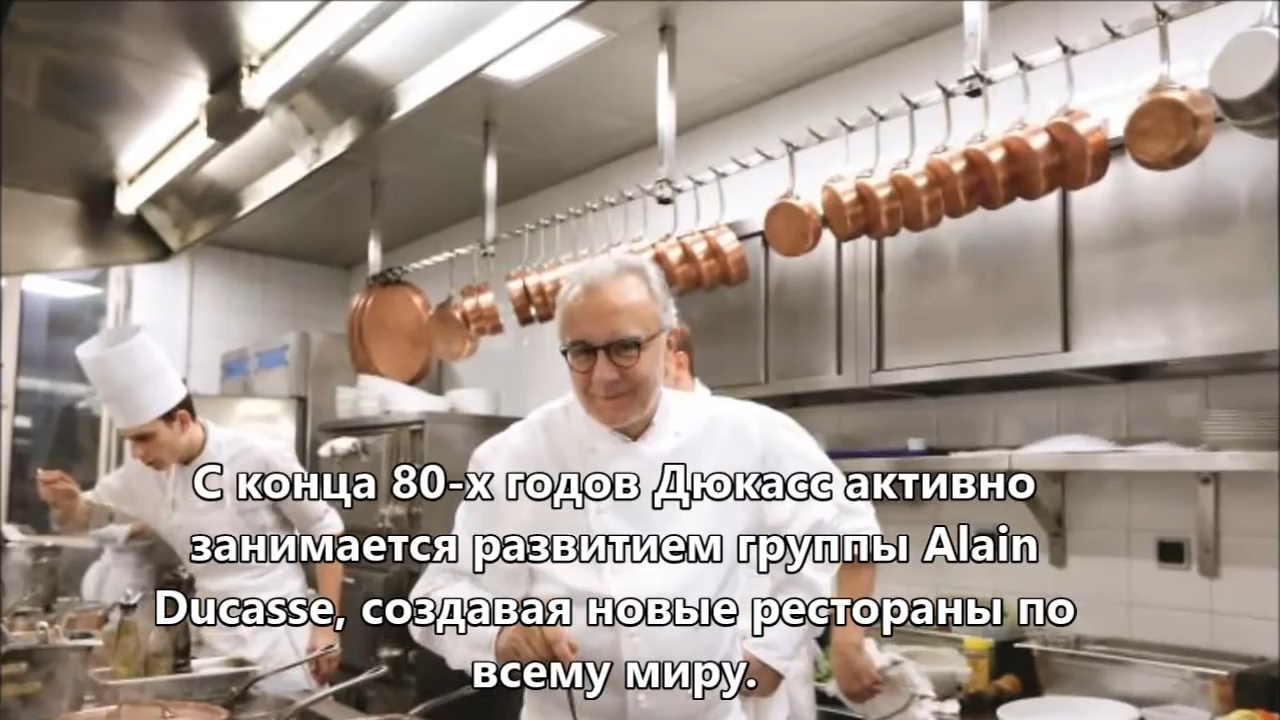 С конца 80-х годов Дюкасс активно
занимается развитием группы Alain
Ducasse, создавая новые рестораны по
всему миру.